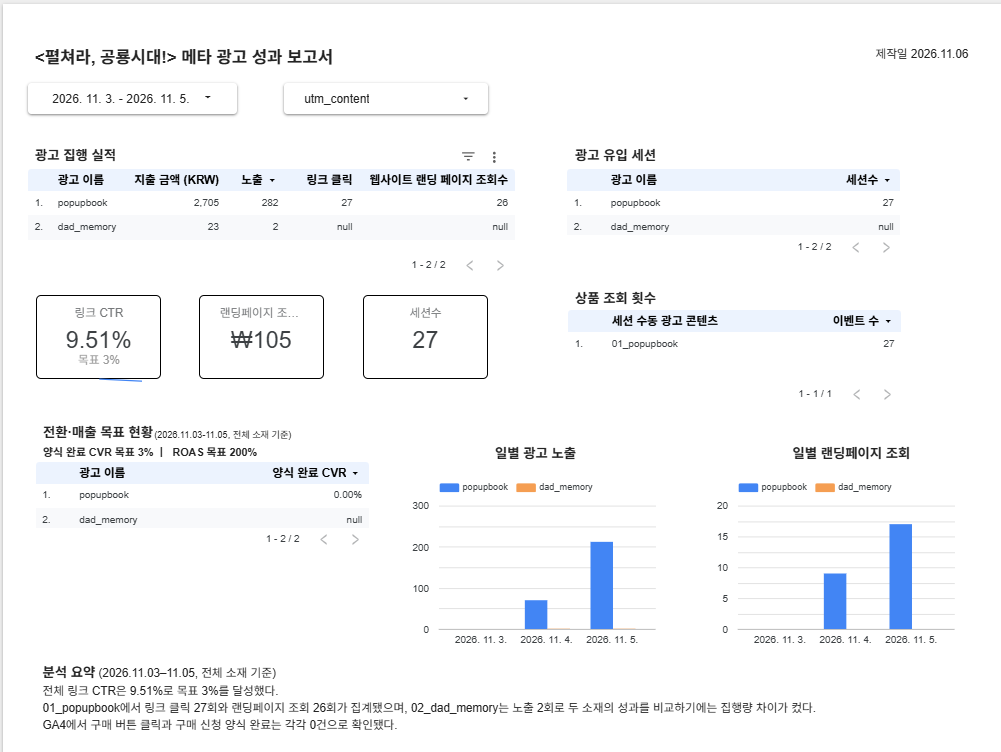 <펼쳐라, 공룡시대!> 메타 광고 성과 보고서
제작일 2026.11.06
2026. 11. 3. - 2026. 11. 5.
utm_content
광고 집행 실적
광고 이름 지출 금액 (KRW) 노출 링크 클릭 웹사이트 랜딩 페이지 조회수
1. popupbook 2,705 282 27 26
2. dad_memory 23 2 null null
1 - 2 / 2
광고 유입 세션
광고 이름 세션수
1. popupbook 27
2. dad_memory null
1 - 2 / 2
링크 CTR
9.51%
목표 3%
랜딩페이지 조...
₩105
세션수
27
상품 조회 횟수
세션 수동 광고 콘텐츠 이벤트 수
1. 01_popupbook 27
1 - 1 / 1
전환·매출 목표 현황 (2026.11.03-11.05, 전체 소재 기준)
양식 완료 CVR 목표 3% | ROAS 목표 200%
광고 이름 양식 완료 CVR
1. popupbook 0.00%
2. dad_memory null
1 - 2 / 2
일별 광고 노출
popupbook dad_memory
300
200
100
0
2026. 11. 3. 2026. 11. 4. 2026. 11. 5.
일별 랜딩페이지 조회
popupbook dad_memory
20
15
10
5
0
2026. 11. 3. 2026. 11. 4. 2026. 11. 5.
분석 요약 (2026.11.03–11.05, 전체 소재 기준)
전체 링크 CTR은 9.51%로 목표 3%를 달성했다.
01_popupbook에서 링크 클릭 27회와 랜딩페이지 조회 26회가 집계됐으며, 02_dad_memory는 노출 2회로 두 소재의 성과를 비교하기에는 집행량 차이가 컸다.
GA4에서 구매 버튼 클릭과 구매 신청 양식 완료는 각각 0건으로 확인됐다.